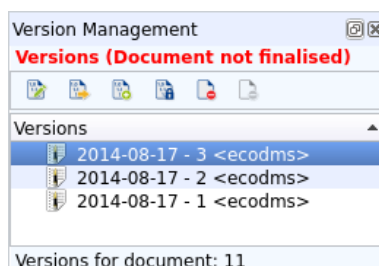 Version Management
Versions (Document not finalised)
Versions
2014-08-17 - 3 <ecodms>
2014-08-17 - 2 <ecodms>
2014-08-17 - 1 <ecodms>
Versions for document: 11